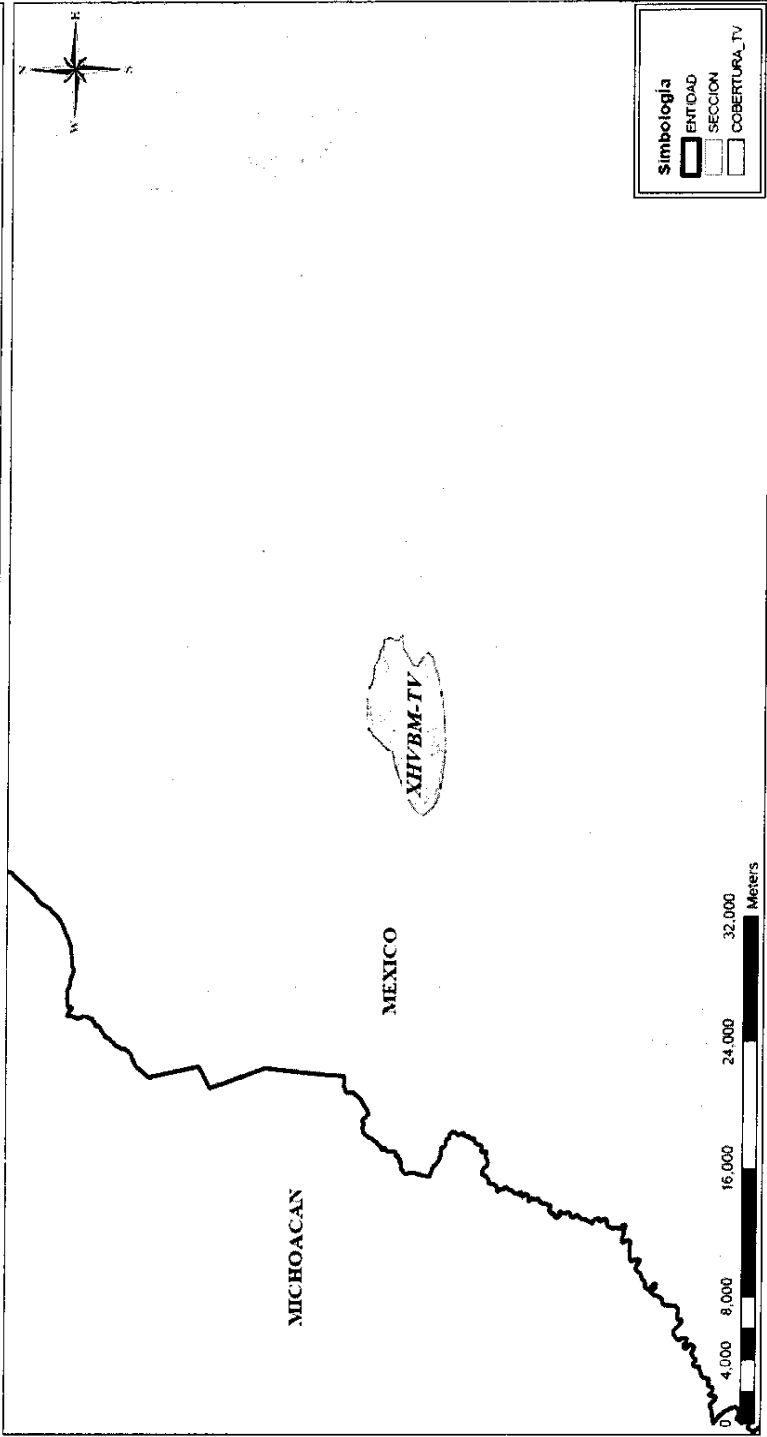 N
W
E
S
MICHOACAN
MEXICO
XHVBM-TV
0
4,000
8,000
16,000
24,000
32,000
Meters
Simbología
ENTIDAD
SECCION
COBERTURA_TV